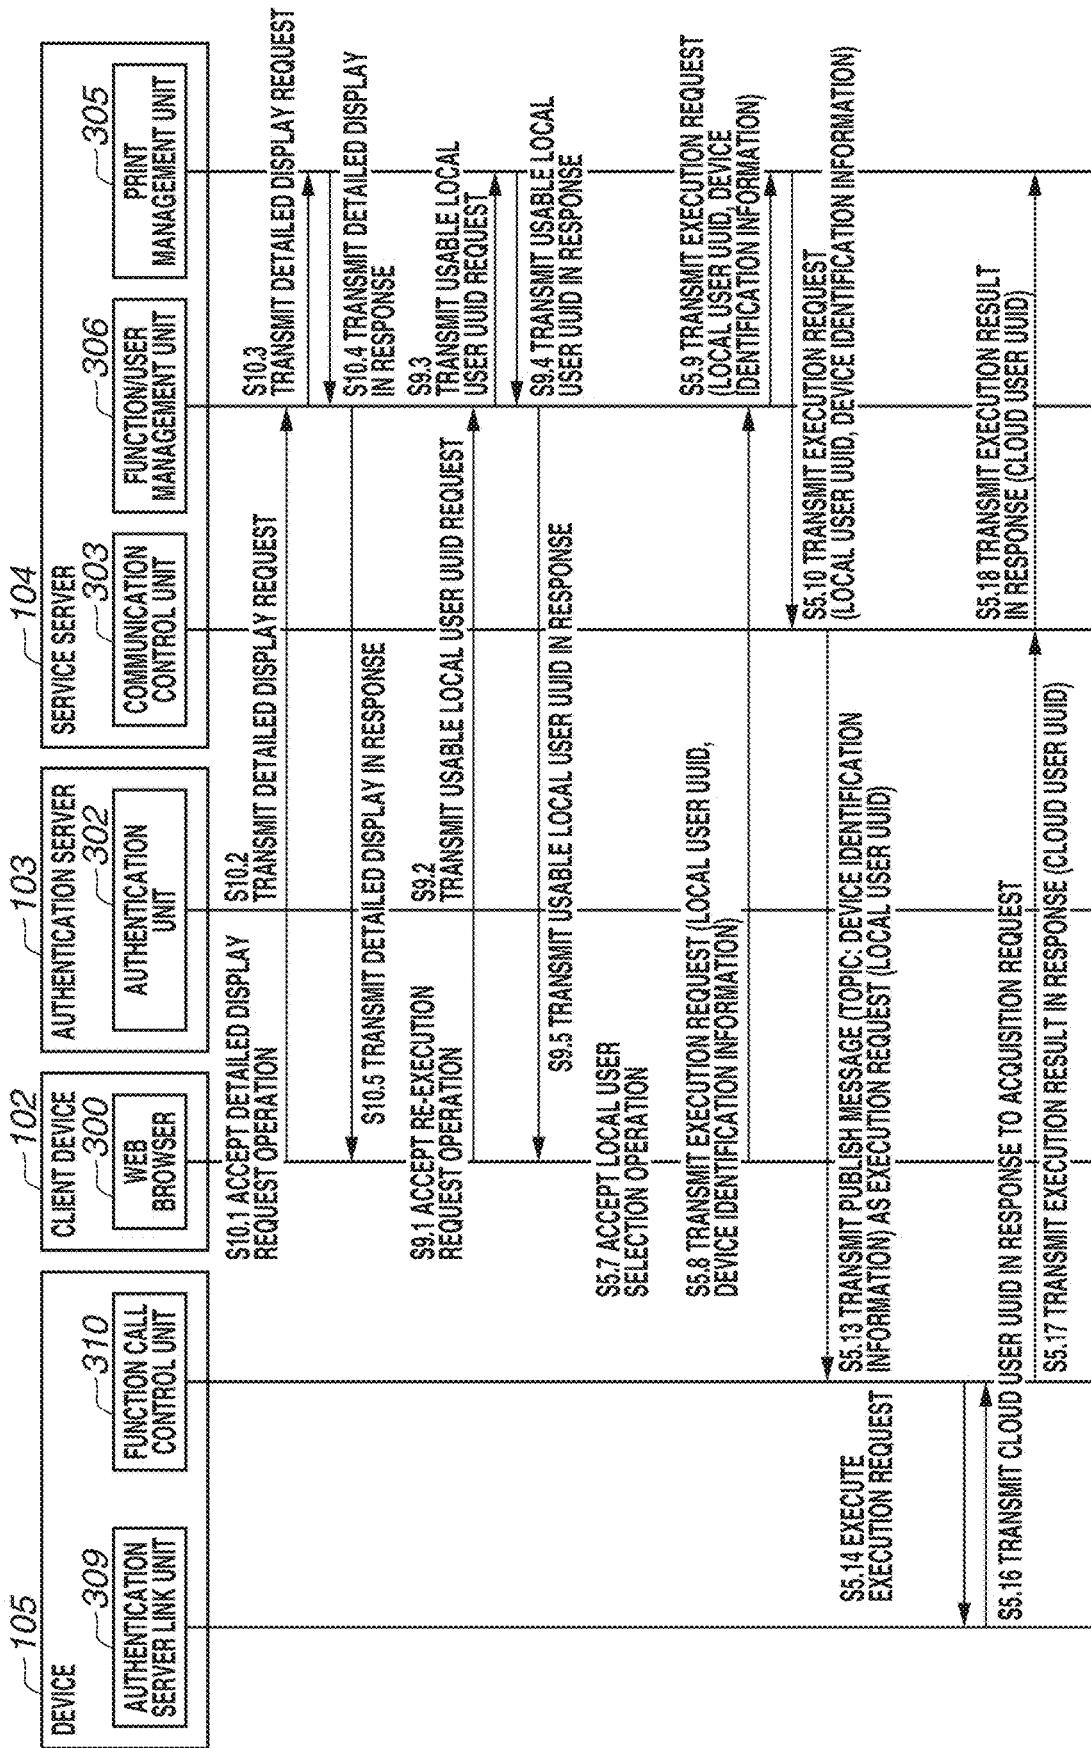 105
DEVICE
309
AUTHENTICATION
SERVER LINK UNIT
310
FUNCTION CALL
CONTROL UNIT
102
CLIENT DEVICE
300
WEB
BROWSER
103
AUTHENTICATION SERVER
302
AUTHENTICATION
UNIT
104
SERVICE SERVER
303
COMMUNICATION
CONTROL UNIT
306
FUNCTION/USER
MANAGEMENT UNIT
305
PRINT
MANAGEMENT UNIT
S10.1 ACCEPT DETAILED DISPLAY
REQUEST OPERATION
S10.2
TRANSMIT DETAILED DISPLAY REQUEST
S10.3
TRANSMIT DETAILED DISPLAY REQUEST
S10.4 TRANSMIT DETAILED DISPLAY
IN RESPONSE
S10.5 TRANSMIT DETAILED DISPLAY IN RESPONSE
S9.1 ACCEPT RE-EXECUTION
REQUEST OPERATION
S9.2
TRANSMIT USABLE LOCAL USER UUID REQUEST
S9.3
TRANSMIT USABLE LOCAL
USER UUID REQUEST
S9.4 TRANSMIT USABLE LOCAL
USER UUID IN RESPONSE
S9.5 TRANSMIT USABLE LOCAL USER UUID IN RESPONSE
S5.7 ACCEPT LOCAL USER
SELECTION OPERATION
S5.8 TRANSMIT EXECUTION REQUEST (LOCAL USER UUID,
DEVICE IDENTIFICATION INFORMATION)
S5.9 TRANSMIT EXECUTION REQUEST
(LOCAL USER UUID, DEVICE
IDENTIFICATION INFORMATION)
S5.10 TRANSMIT EXECUTION REQUEST
(LOCAL USER UUID, DEVICE IDENTIFICATION INFORMATION)
S5.13 TRANSMIT PUBLISH MESSAGE (TOPIC: DEVICE IDENTIFICATION
INFORMATION) AS EXECUTION REQUEST (LOCAL USER UUID)
S5.14 EXECUTE
EXECUTION REQUEST
S5.16 TRANSMIT CLOUD USER UUID IN RESPONSE TO ACQUISITION REQUEST
S5.17 TRANSMIT EXECUTION RESULT IN RESPONSE (CLOUD USER UUID)
S5.18 TRANSMIT EXECUTION RESULT
IN RESPONSE (CLOUD USER UUID)